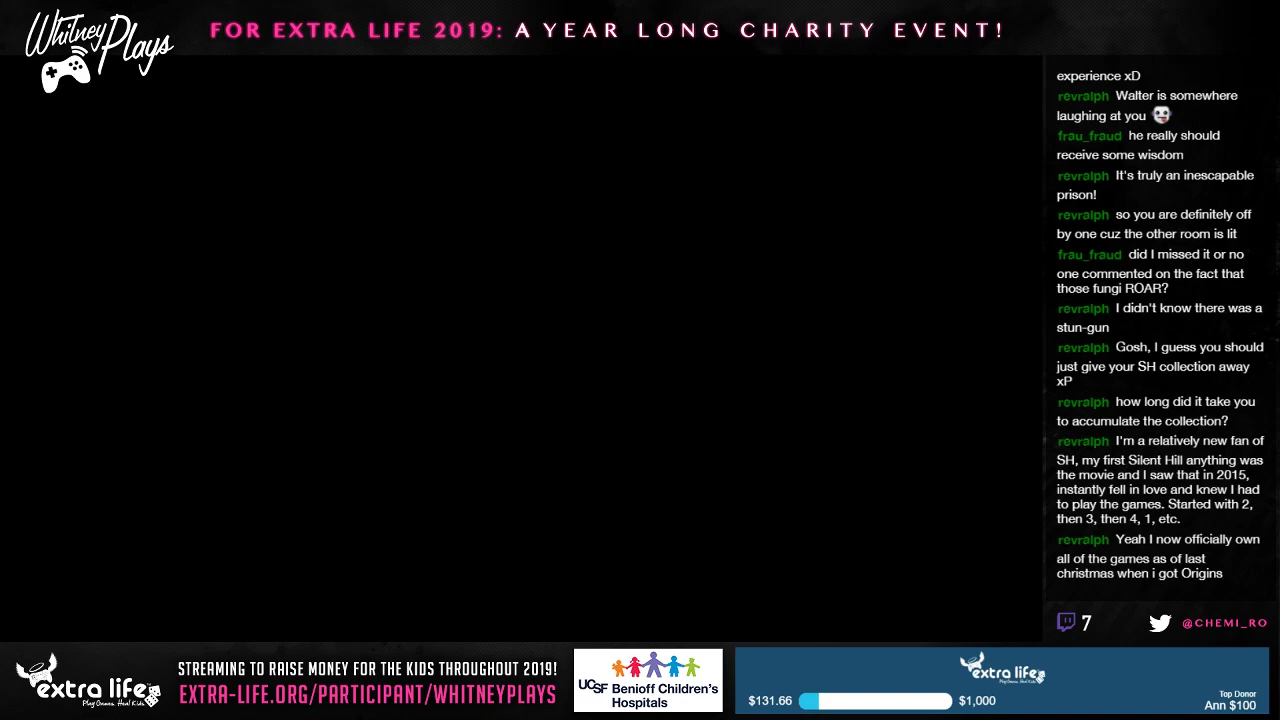 Whitney Plays
FOR EXTRA LIFE 2019: A YEAR LONG CHARITY EVENT!
experience xD
revralph Walter is somewhere
laughing at you
frau_fraud he really should
receive some wisdom
revralph It's truly an inescapable
prison!
revralph so you are definitely off
by one cuz the other room is lit
frau_fraud did I missed it or no
one commented on the fact that
those fungi ROAR?
revralph I didn't know there was a
stun-gun
revralph Gosh, I guess you should
just give your SH collection away
xP
revralph how long did it take you
to accumulate the collection?
revralph I'm a relatively new fan of
SH, my first Silent Hill anything was
the movie and I saw that in 2015,
instantly fell in love and knew I had
to play the games. Started with 2,
then 3, then 4, 1, etc.
revralph Yeah I now officially own
all of the games as of last
christmas when i got Origins
7 @CHEMI_RO
extra life
Play Games. Heal Kids.
STREAMING TO RAISE MONEY FOR THE KIDS THROUGHOUT 2019!
EXTRA-LIFE.ORG/PARTICIPANT/WHITNEYPLAYS
UCSF Benioff Children's
Hospitals
extra life
Play Games. Heal Kids.
$131.66 $1,000
Top Donor
Ann $100